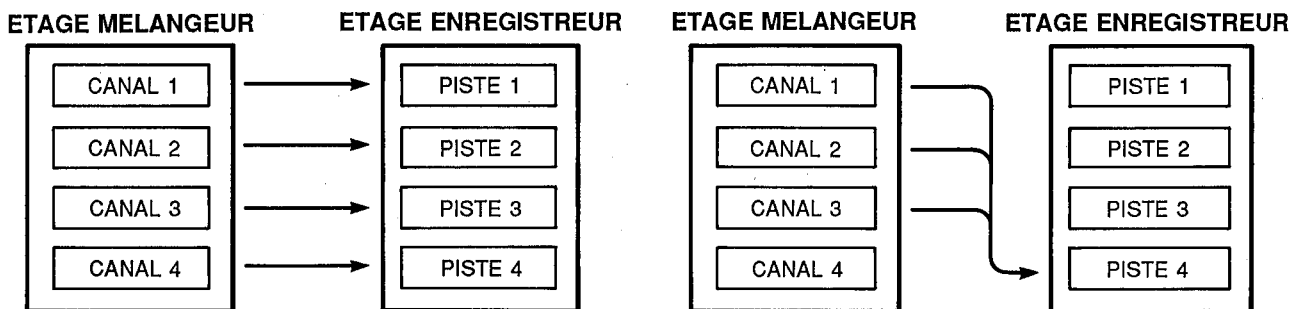 ETAGE MELANGEUR ETAGE ENREGISTREUR
CANAL 1 PISTE 1
CANAL 2 PISTE 2
CANAL 3 PISTE 3
CANAL 4 PISTE 4
ETAGE MELANGEUR ETAGE ENREGISTREUR
CANAL 1 PISTE 1
CANAL 2 PISTE 2
CANAL 3 PISTE 3
CANAL 4 PISTE 4